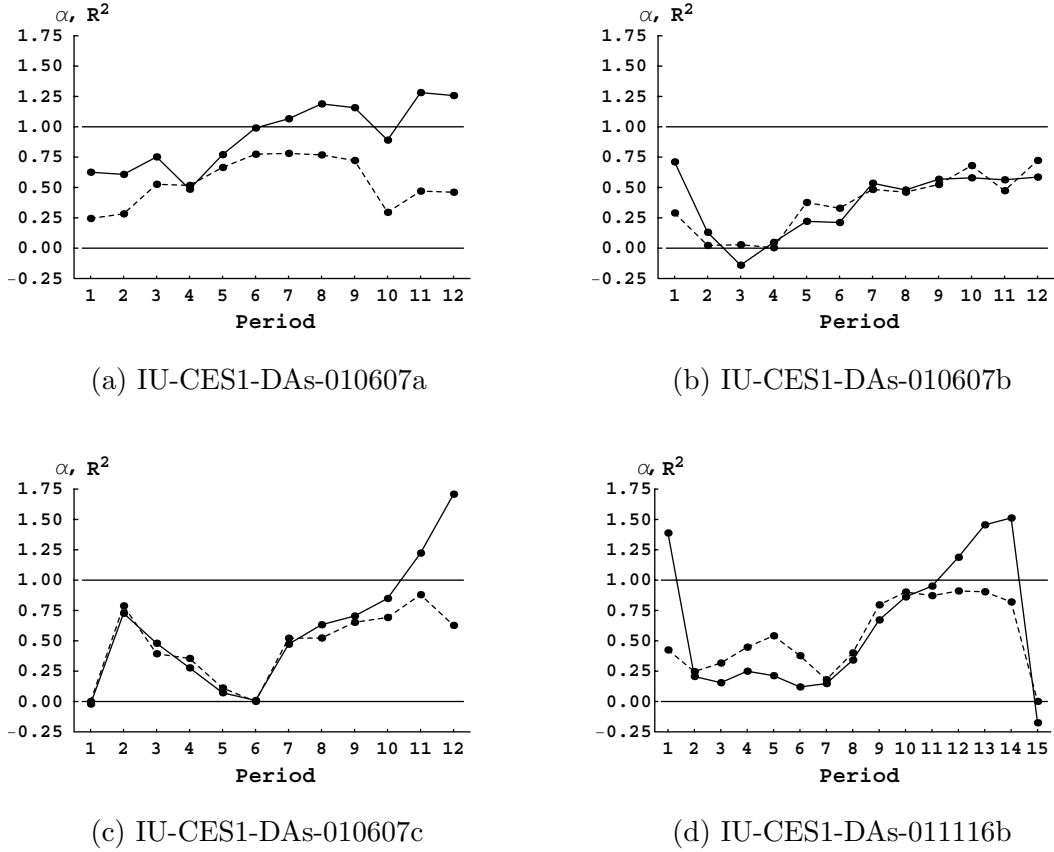 α, R²
1.75
1.50
1.25
1.00
0.75
0.50
0.25
0.00
-0.25
1 2 3 4 5 6 7 8 9 10 11 12
Period
(a) IU-CES1-DAs-010607a
α, R²
1.75
1.50
1.25
1.00
0.75
0.50
0.25
0.00
-0.25
1 2 3 4 5 6 7 8 9 10 11 12
Period
(b) IU-CES1-DAs-010607b
α, R²
1.75
1.50
1.25
1.00
0.75
0.50
0.25
0.00
-0.25
1 2 3 4 5 6 7 8 9 10 11 12
Period
(c) IU-CES1-DAs-010607c
α, R²
1.75
1.50
1.25
1.00
0.75
0.50
0.25
0.00
-0.25
1 2 3 4 5 6 7 8 9 10 11 12 13 14 15
Period
(d) IU-CES1-DAs-011116b